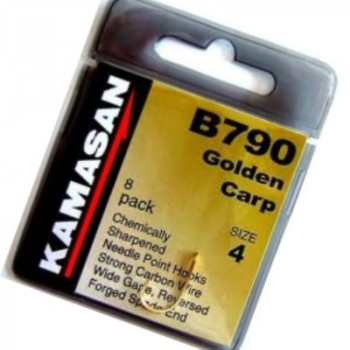 KAMASAN
B790
Golden
Carp
SIZE
4
8
pack
Chemically
Sharpened
Needle Point Hooks
Strong Carbon Wire
Wide Gape, Reversed
Forged Spade End